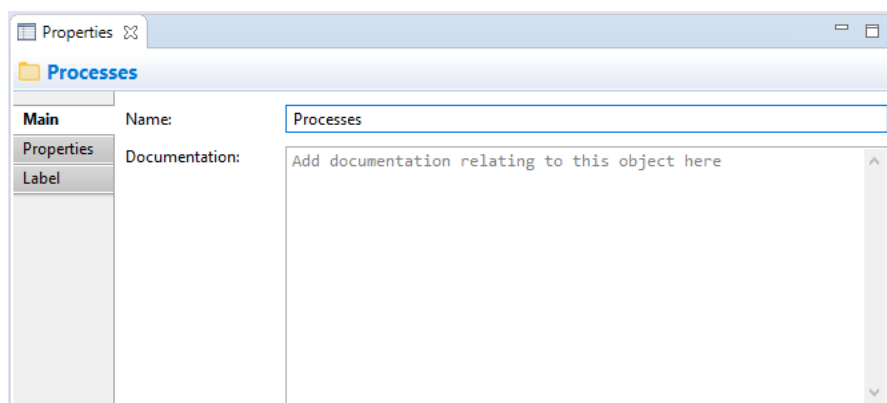 Properties
Processes
Main
Name:
Processes
Properties
Documentation:
Add documentation relating to this object here
Label